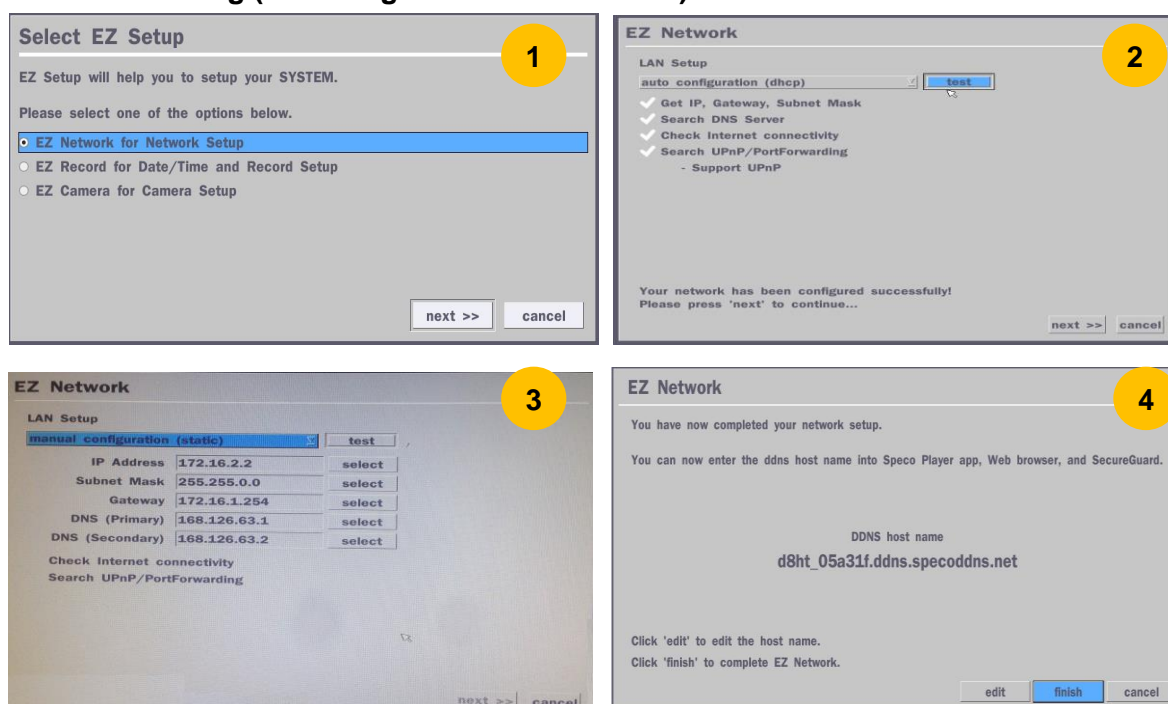 Select EZ Setup
1
EZ Setup will help you to setup your SYSTEM.
Please select one of the options below.
EZ Network for Network Setup
EZ Record for Date/Time and Record Setup
EZ Camera for Camera Setup
next >> cancel
EZ Network
2
LAN Setup
auto configuration (dhcp) test
Get IP, Gateway, Subnet Mask
Search DNS Server
Check Internet connectivity
Search UPnP/PortForwarding
- Support UPnP
Your network has been configured successfully!
Please press 'next' to continue...
next >> cancel
EZ Network
3
LAN Setup
manual configuration (static) test
IP Address 172.16.2.2 select
Subnet Mask 255.255.0.0 select
Gateway 172.16.1.254 select
DNS (Primary) 168.126.63.1 select
DNS (Secondary) 168.126.63.2 select
Check Internet connectivity
Search UPnP/PortForwarding
next >> cancel
EZ Network
4
You have now completed your network setup.
You can now enter the ddns host name into Speco Player app, Web browser, and SecureGuard.
DDNS host name
d8ht_05a31f.ddns.specoddns.net
Click 'edit' to edit the host name.
Click 'finish' to complete EZ Network.
edit finish cancel